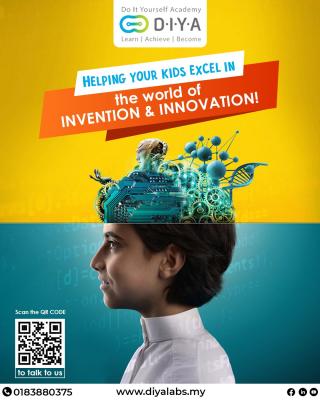 Do It Yourself Academy
D·I·Y·A
Learn | Achieve | Become
HELPING YOUR KIDS EXCEL IN
the world of
INVENTION & INNOVATION!
Scan the QR CODE
to talk to us
0183880375
www.diyalabs.my